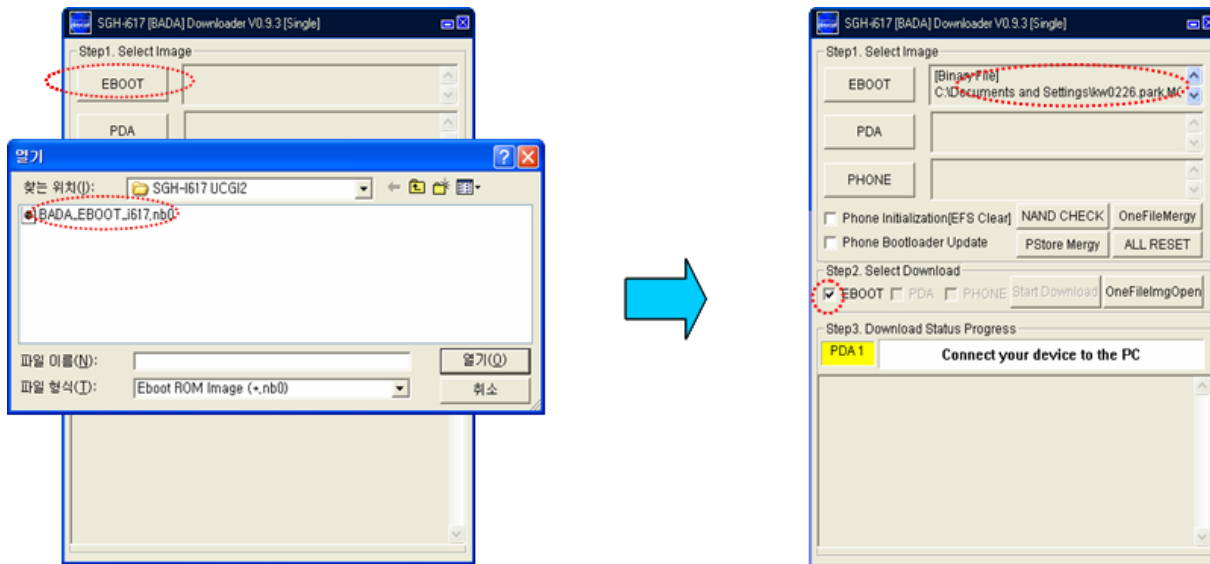 SGH-i617 [BADA] Downloader V0.9.3 [Single]
Step1. Select Image
EBOOT
PDA
열기
찾는 위치(I):
SGH-I617 UCGI2
BADA_EBOOT_i617.nb0
파일 이름(N):
열기(O)
파일 형식(T):
Eboot ROM Image (*.nb0)
취소
SGH-i617 [BADA] Downloader V0.9.3 [Single]
Step1. Select Image
EBOOT
[Binary File]
C:\Documents and Settings\kw0226.park.MC
PDA
PHONE
Phone Initialization[EFS Clear]
NAND CHECK
OneFileMergy
Phone Bootloader Update
PStore Mergy
ALL RESET
Step2. Select Download
EBOOT
PDA
PHONE
Start Download
OneFileImgOpen
Step3. Download Status Progress
PDA 1
Connect your device to the PC